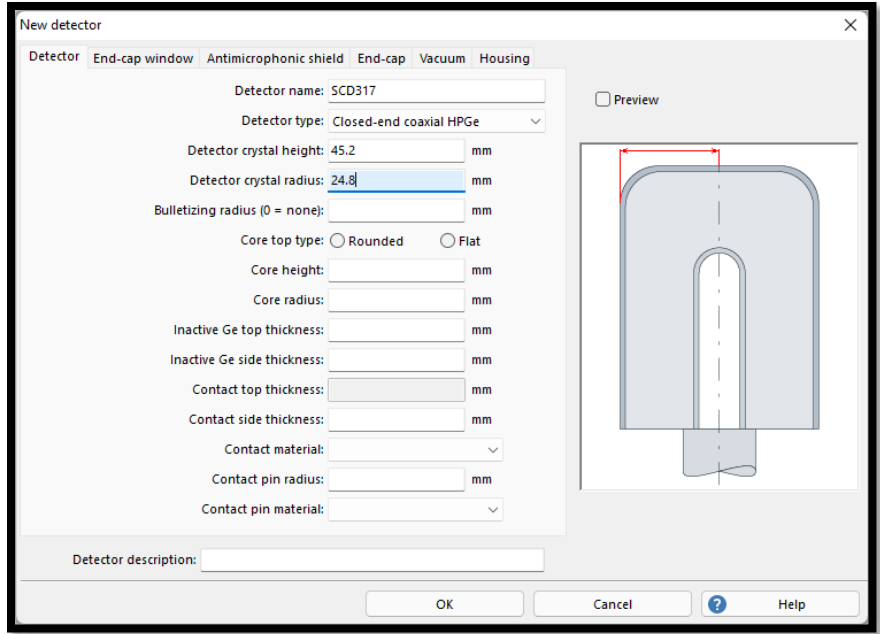 New detector
Detector End-cap window Antimicrophonic shield End-cap Vacuum Housing
Detector name: SCD317
Detector type: Closed-end coaxial HPGe
Detector crystal height: 45.2 mm
Detector crystal radius: 24.8 mm
Bulletizing radius (0 = none): mm
Core top type: Rounded Flat
Core height: mm
Core radius: mm
Inactive Ge top thickness: mm
Inactive Ge side thickness: mm
Contact top thickness: mm
Contact side thickness: mm
Contact material:
Contact pin radius: mm
Contact pin material:
Detector description:
Preview
OK Cancel ? Help